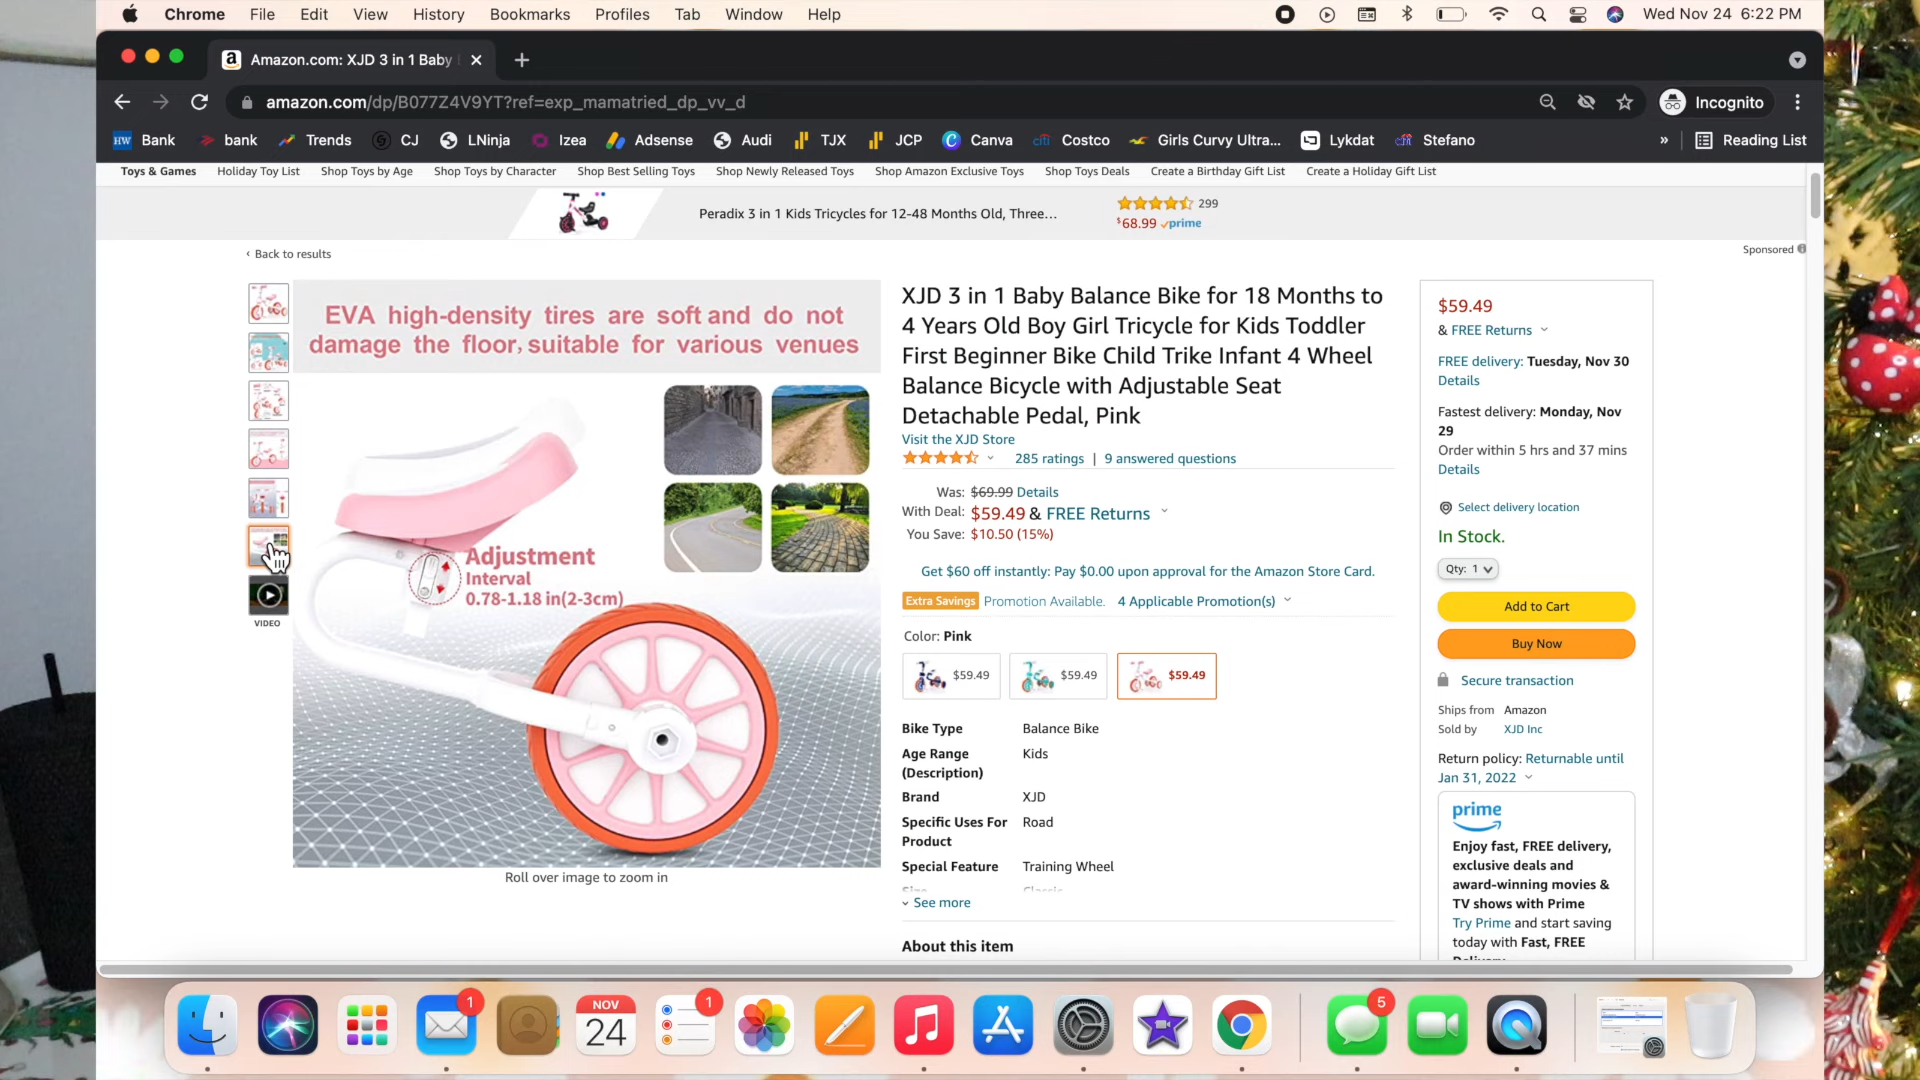 Chrome File Edit View History Bookmarks Profiles Tab Window Help Wed Nov 24 6:22 PM
Amazon.com: XJD 3 in 1 Baby
amazon.com/dp/B077Z4V9YT?ref=exp_mamatried_dp_vv_d Incognito
HW Bank bank Trends CJ LNinja Izea Adsense Audi TJX JCP Canva citi Costco Girls Curvy Ultra... Lykdat citi Stefano » Reading List
Toys & Games Holiday Toy List Shop Toys by Age Shop Toys by Character Shop Best Selling Toys Shop Newly Released Toys Shop Amazon Exclusive Toys Shop Toys Deals Create a Birthday Gift List Create a Holiday Gift List
Peradix 3 in 1 Kids Tricycles for 12-48 Months Old, Three... 299
$68.99 prime
Sponsored
‹ Back to results
EVA high-density tires are soft and do not
damage the floor, suitable for various venues
Adjustment
Interval
0.78-1.18 in(2-3cm)
VIDEO
Roll over image to zoom in
XJD 3 in 1 Baby Balance Bike for 18 Months to
4 Years Old Boy Girl Tricycle for Kids Toddler
First Beginner Bike Child Trike Infant 4 Wheel
Balance Bicycle with Adjustable Seat
Detachable Pedal, Pink
Visit the XJD Store
285 ratings | 9 answered questions
Was: $69.99 Details
With Deal: $59.49 & FREE Returns
You Save: $10.50 (15%)
Get $60 off instantly: Pay $0.00 upon approval for the Amazon Store Card.
Extra Savings Promotion Available. 4 Applicable Promotion(s)
Color: Pink
$59.49 $59.49 $59.49
Bike Type Balance Bike
Age Range Kids
(Description)
Brand XJD
Specific Uses For Road
Product
Special Feature Training Wheel
Size Classic
See more
About this item
$59.49
& FREE Returns
FREE delivery: Tuesday, Nov 30
Details
Fastest delivery: Monday, Nov
29
Order within 5 hrs and 37 mins
Details
Select delivery location
In Stock.
Qty: 1
Add to Cart
Buy Now
Secure transaction
Ships from Amazon
Sold by XJD Inc
Return policy: Returnable until
Jan 31, 2022
prime
Enjoy fast, FREE delivery,
exclusive deals and
award-winning movies &
TV shows with Prime
Try Prime and start saving
today with Fast, FREE
Delivery
1 NOV 24 1 5